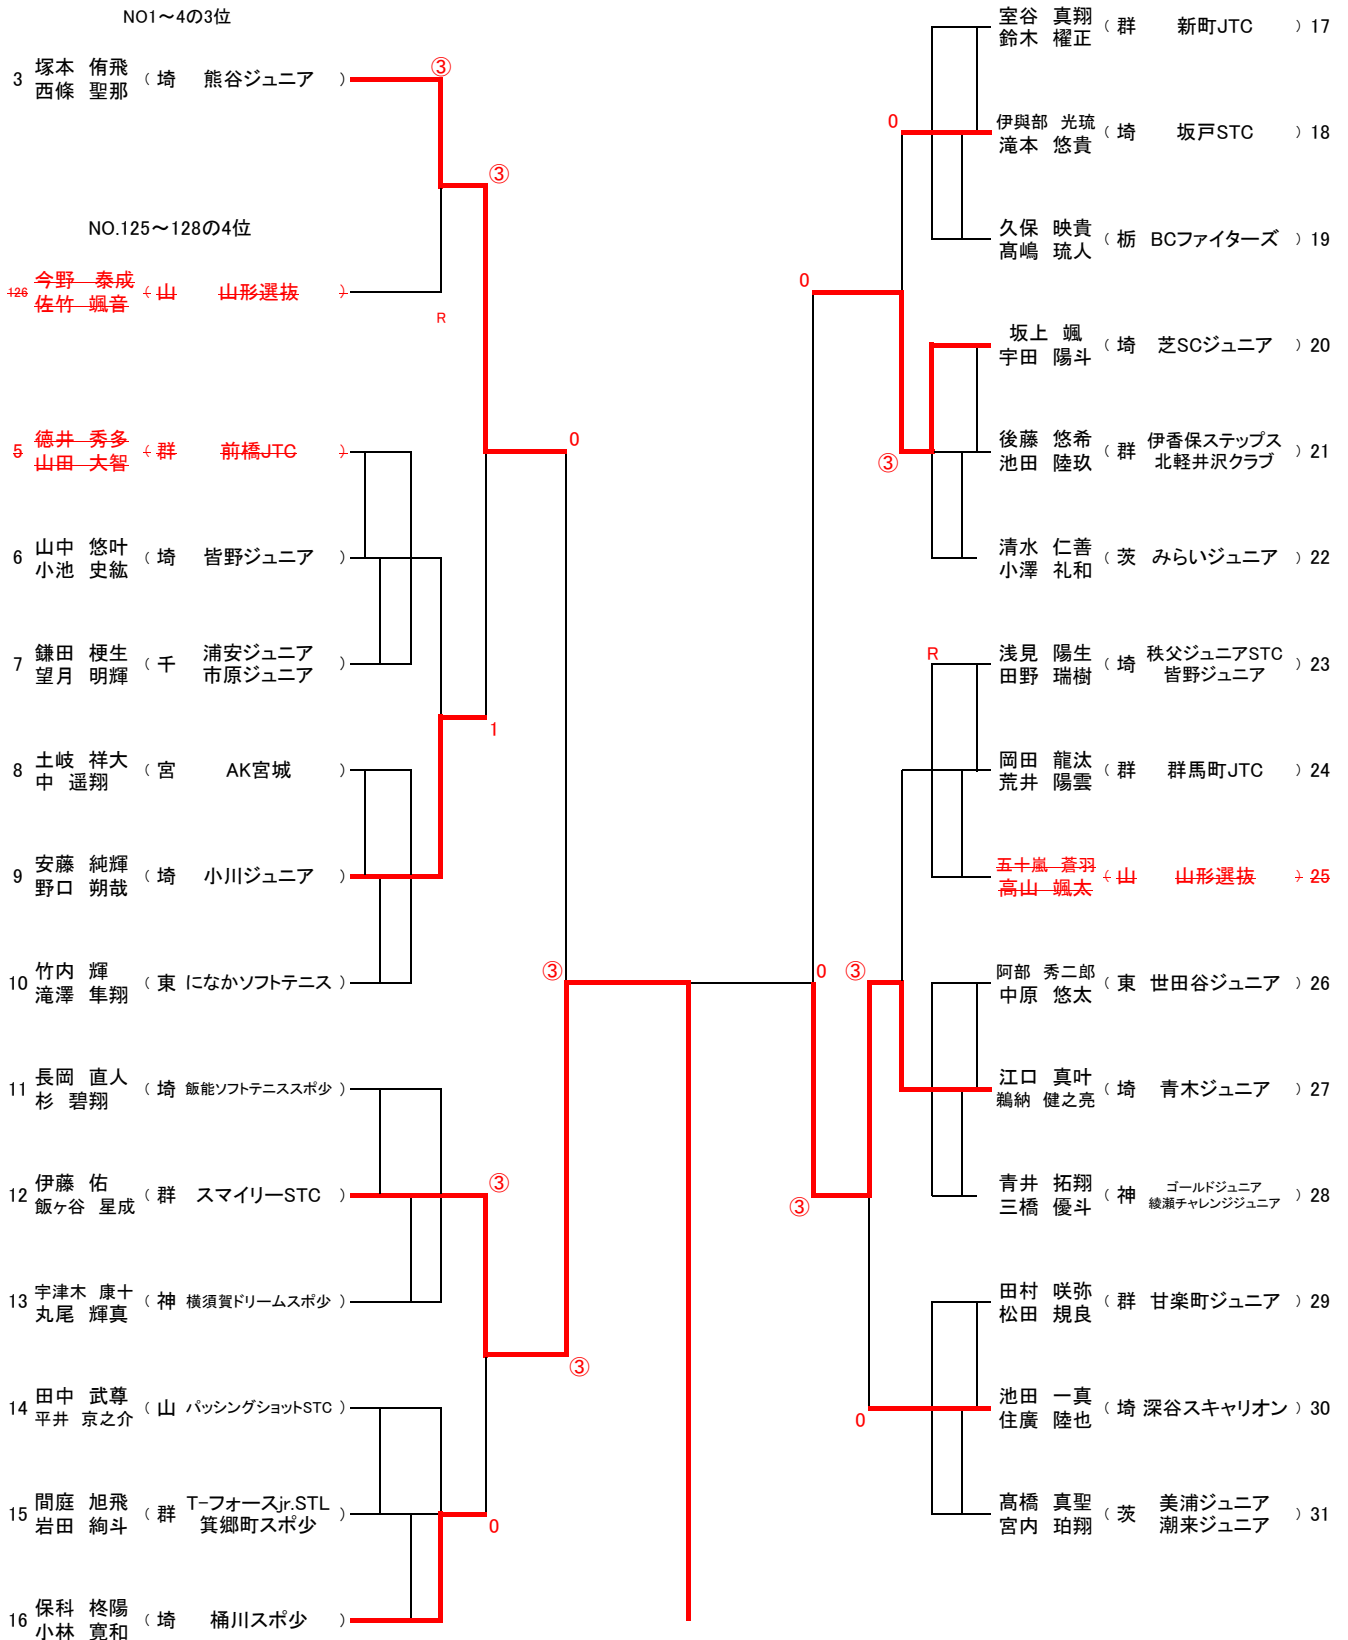 NO1～4の3位
3 塚本 侑飛 （ 埼 熊谷ジュニア ）
西條 聖那
③
③
NO.125～128の4位
126 今野 泰成 （ 山 山形選抜 ）
佐竹 颯音
R
5 德井 秀多 （ 群 前橋JTC ）
山田 大智
0
6 山中 悠叶 （ 埼 皆野ジュニア ）
小池 史紘
7 鎌田 梗生 （ 千 浦安ジュニア ）
望月 明輝 市原ジュニア
1
8 土岐 祥大 （ 宮 AK宮城 ）
中 遥翔
9 安藤 純輝 （ 埼 小川ジュニア ）
野口 朔哉
10 竹内 輝 （ 東 になかソフトテニス ）
滝澤 隼翔
③
11 長岡 直人 （ 埼 飯能ソフトテニススポ少 ）
杉 碧翔
12 伊藤 佑 （ 群 スマイリーSTC ）
飯ヶ谷 星成
③
13 宇津木 康十 （ 神 横須賀ドリームスポ少 ）
丸尾 輝真
③
14 田中 武尊 （ 山 パッシングショットSTC ）
平井 京之介
15 間庭 旭飛 （ 群 T-フォースjr.STL ）
岩田 絢斗 箕郷町スポ少
0
16 保科 柊陽 （ 埼 桶川スポ少 ）
小林 寛和
室谷 真翔 （ 群 新町JTC ） 17
鈴木 櫂正
0
伊與部 光琉 （ 埼 坂戸STC ） 18
滝本 悠貴
久保 映貴 （ 栃 BCファイターズ ） 19
髙嶋 琉人
0
坂上 颯 （ 埼 芝SCジュニア ） 20
宇田 陽斗
後藤 悠希 （ 群 伊香保ステップス ） 21
池田 陸玖 北軽井沢クラブ
③
清水 仁善 （ 茨 みらいジュニア ） 22
小澤 礼和
R
浅見 陽生 （ 埼 秩父ジュニアSTC ） 23
田野 瑞樹 皆野ジュニア
岡田 龍汰 （ 群 群馬町JTC ） 24
荒井 陽雲
五十嵐 蒼羽 （ 山 山形選抜 ） 25
高山 颯太
0
③
阿部 秀二郎 （ 東 世田谷ジュニア ） 26
中原 悠太
江口 真叶 （ 埼 青木ジュニア ） 27
鵜納 健之亮
青井 拓翔 （ 神 ゴールドジュニア ） 28
三橋 優斗 綾瀬チャレンジジュニア
③
田村 咲弥 （ 群 甘楽町ジュニア ） 29
松田 規良
池田 一真 （ 埼 深谷スキャリオン ） 30
住廣 陸也
0
髙橋 真聖 （ 茨 美浦ジュニア ） 31
宮内 珀翔 潮来ジュニア